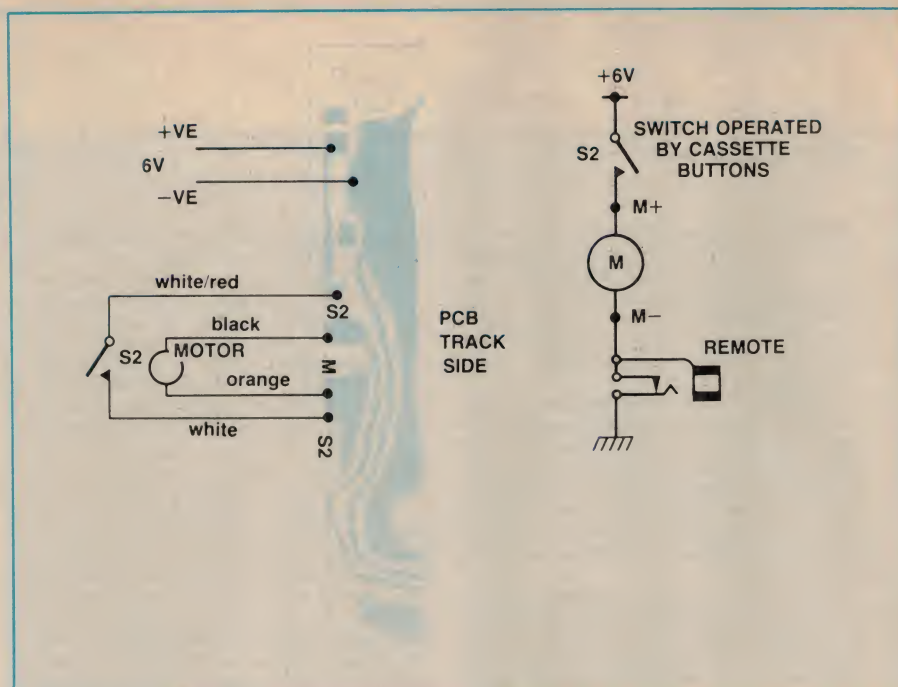 +VE
6V
−VE
white/red
S2
black
S2
MOTOR
M
orange
white
S2
PCB
TRACK
SIDE
+6V
S2
SWITCH OPERATED
BY CASSETTE
BUTTONS
M+
M
M−
REMOTE